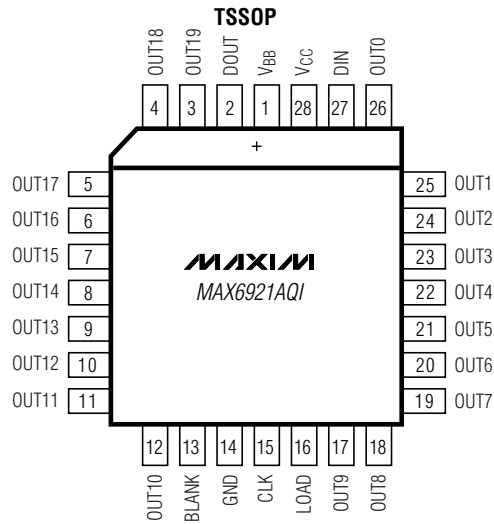 TSSOP
OUT18 OUT19 DOUT VBB VCC DIN OUT0
4 3 2 1 28 27 26
+
OUT17 5 25 OUT1
OUT16 6 24 OUT2
OUT15 7 23 OUT3
MAXIM
OUT14 8 MAX6921AQI 22 OUT4
OUT13 9 21 OUT5
OUT12 10 20 OUT6
OUT11 11 19 OUT7
12 13 14 15 16 17 18
OUT10 BLANK GND CLK LOAD OUT9 OUT8